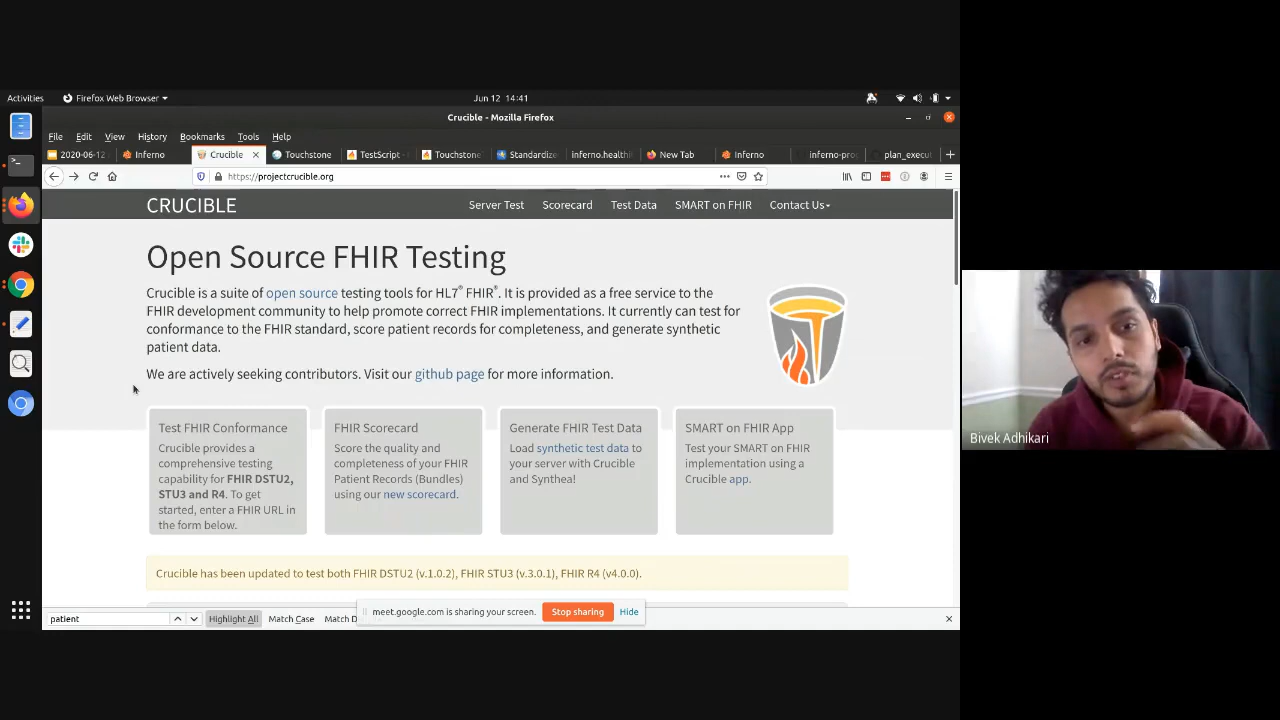 Activities
Firefox Web Browser
Jun 12 14:41
Crucible - Mozilla Firefox
File Edit View History Bookmarks Tools Help
2020-06-12 Inferno Crucible Touchstone TestScript Touchstone Standardize inferno.health New Tab Inferno inferno-pro plan_execut
https://projectcrucible.org
CRUCIBLE
Server Test Scorecard Test Data SMART on FHIR Contact Us
Open Source FHIR Testing
Crucible is a suite of open source testing tools for HL7® FHIR®. It is provided as a free service to the
FHIR development community to help promote correct FHIR implementations. It currently can test for
conformance to the FHIR standard, score patient records for completeness, and generate synthetic
patient data.
We are actively seeking contributors. Visit our github page for more information.
Test FHIR Conformance
Crucible provides a
comprehensive testing
capability for FHIR DSTU2,
STU3 and R4. To get
started, enter a FHIR URL in
the form below.
FHIR Scorecard
Score the quality and
completeness of your FHIR
Patient Records (Bundles)
using our new scorecard.
Generate FHIR Test Data
Load synthetic test data to
your server with Crucible
and Synthea!
SMART on FHIR App
Test your SMART on FHIR
implementation using a
Crucible app.
Crucible has been updated to test both FHIR DSTU2 (v.1.0.2), FHIR STU3 (v.3.0.1), FHIR R4 (v4.0.0).
meet.google.com is sharing your screen. Stop sharing Hide
patient Highlight All Match Case Match D
Bivek Adhikari